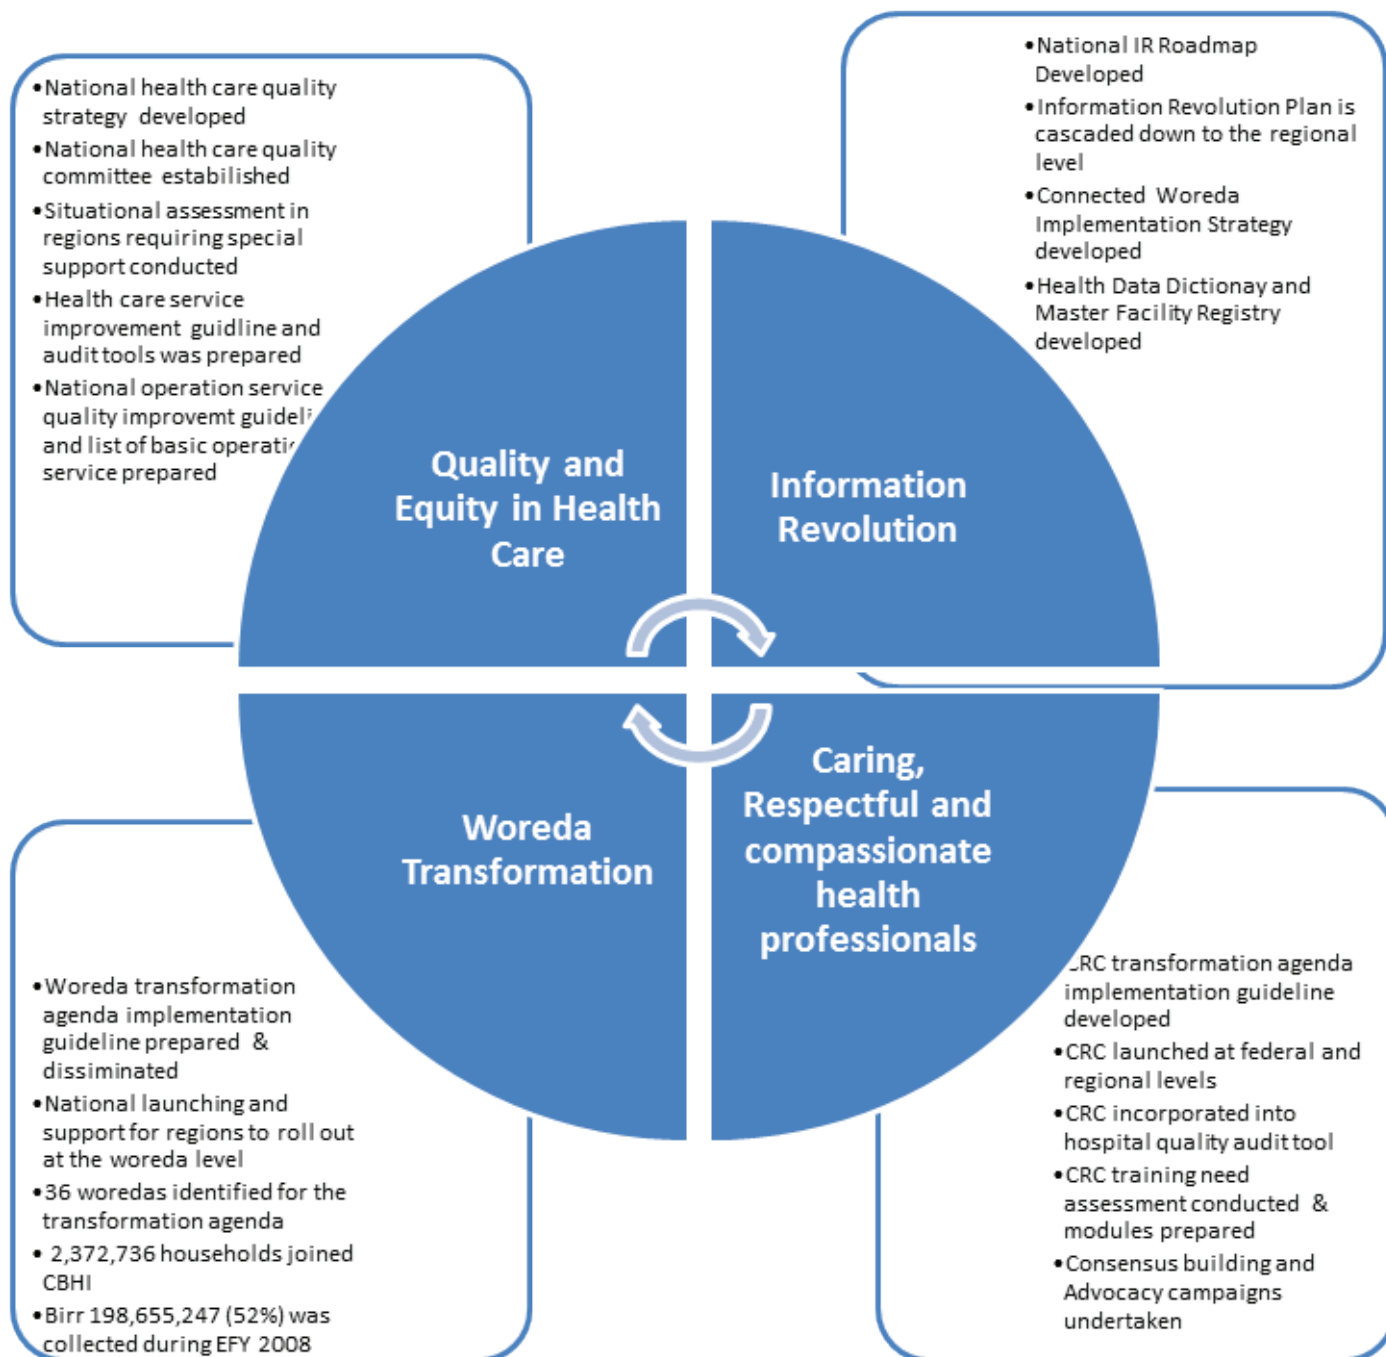 •National health care quality
strategy developed
•National health care quality
committee estabilished
•Situational assessment in
regions requiring special
support conducted
•Health care service
improvement guidline and
audit tools was prepared
•National operation service
quality improvemt
and list of basic
service prepared
•National IR Roadmap
Developed
•Information Revolution Plan is
cascaded down to the regional
level
•Connected Woreda
Implementation Strategy
developed
•Health Data Dictionay and
Master Facility Registry
developed
Quality and
Equity in Health
Care
Information
Revolution
Woreda
Transformation
Caring,
Respectful and
compassionate
health
professionals
•Woreda transformation
agenda implementation
guideline prepared &
dissiminated
•National launching and
support for regions to roll out
at the woreda level
•36 woredas identified for the
transformation agenda
• 2,372,736 households joined
CBHI
•Birr 198,655,247 (52%) was
collected during EFY 2008
CRC transformation agenda
implementation guideline
developed
•CRC launched at federal and
regional levels
•CRC incorporated into
hospital quality audit tool
•CRC training need
assessment conducted &
modules prepared
•Consensus building and
Advocacy campaigns
undertaken